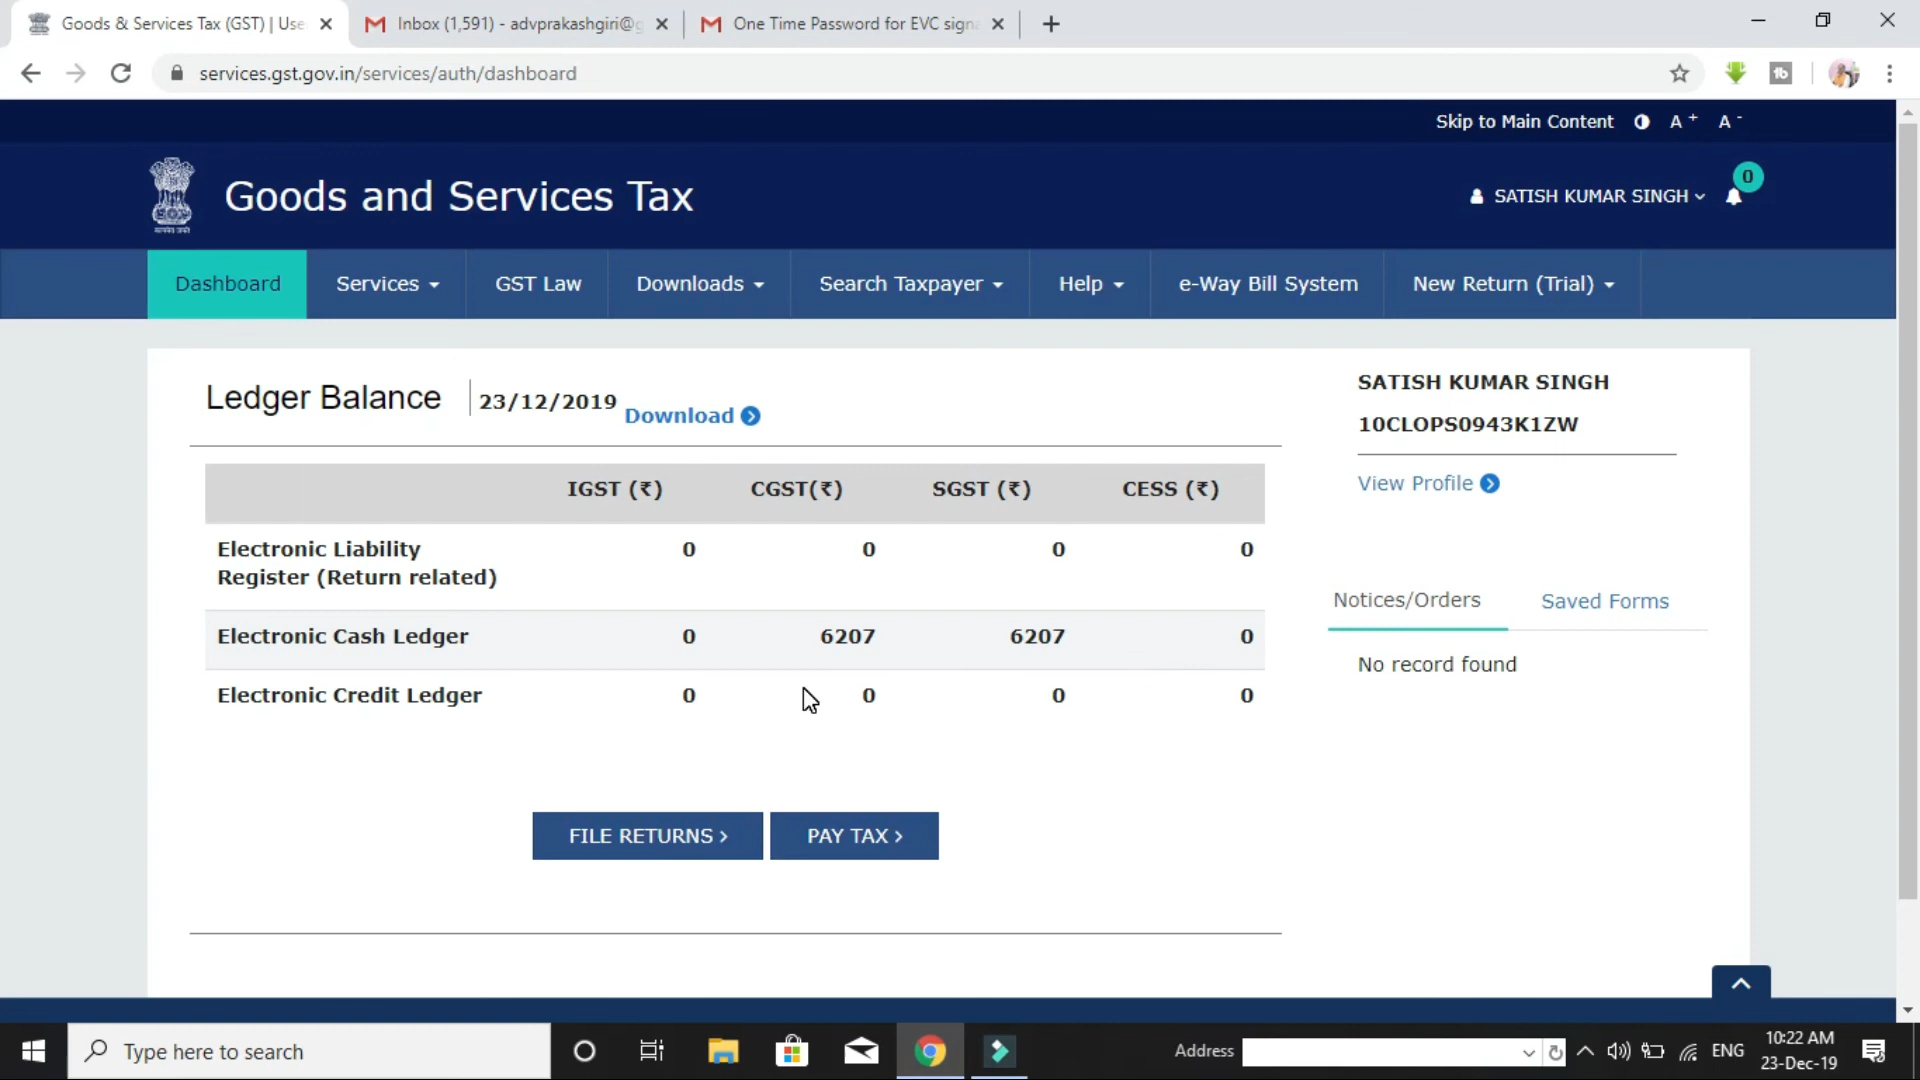 Goods & Services Tax (GST) | Use
Inbox (1,591) - advprakashgiri@g
One Time Password for EVC sign
services.gst.gov.in/services/auth/dashboard
Skip to Main Content A + A -
Goods and Services Tax
SATISH KUMAR SINGH
0
Dashboard Services GST Law Downloads Search Taxpayer Help e-Way Bill System New Return (Trial)
Ledger Balance 23/12/2019 Download
IGST (₹) CGST(₹) SGST (₹) CESS (₹)
Electronic Liability
Register (Return related) 0 0 0 0
Electronic Cash Ledger 0 6207 6207 0
Electronic Credit Ledger 0 0 0 0
FILE RETURNS > PAY TAX >
SATISH KUMAR SINGH
10CLOPS0943K1ZW
View Profile
Notices/Orders Saved Forms
No record found
Type here to search
Address
ENG
10:22 AM
23-Dec-19